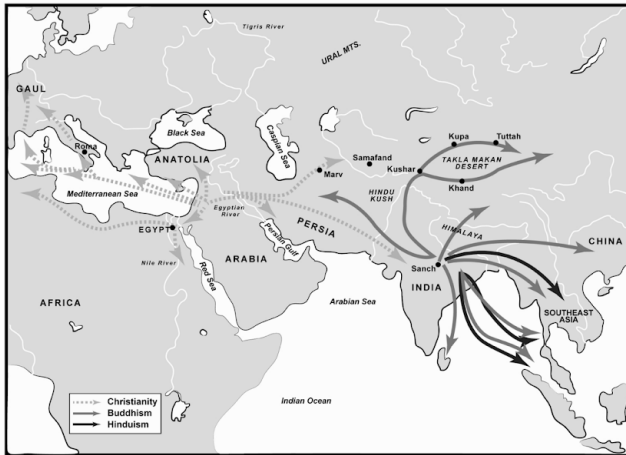 Tigris River
URAL MTS.
GAUL
Roma
Black Sea
Caspian Sea
ANATOLIA
Samafand
Marv
Kupa
Tuttah
TAKLA MAKAN
DESERT
Kushar
Khand
HINDU
KUSH
Mediterranean Sea
Egyptian
River
PERSIA
Persian Gulf
HIMALAYA
CHINA
EGYPT
Nile River
Red Sea
ARABIA
Sanch
INDIA
Arabian Sea
AFRICA
SOUTHEAST
ASIA
Indian Ocean
Christianity
Buddhism
Hinduism